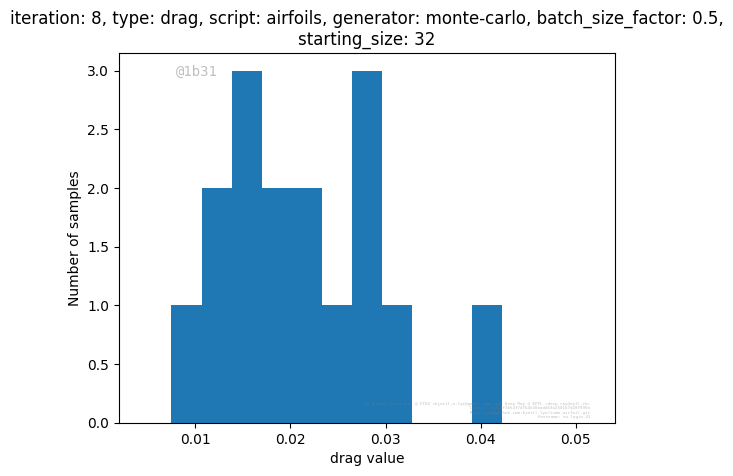 iteration: 8, type: drag, script: airfoils, generator: monte-carlo, batch_size_factor: 0.5,
starting_size: 32
@1b31
3.0
2.5
2.0
1.5
1.0
0.5
0.0
Number of samples
0.01 0.02 0.03 0.04 0.05
drag value